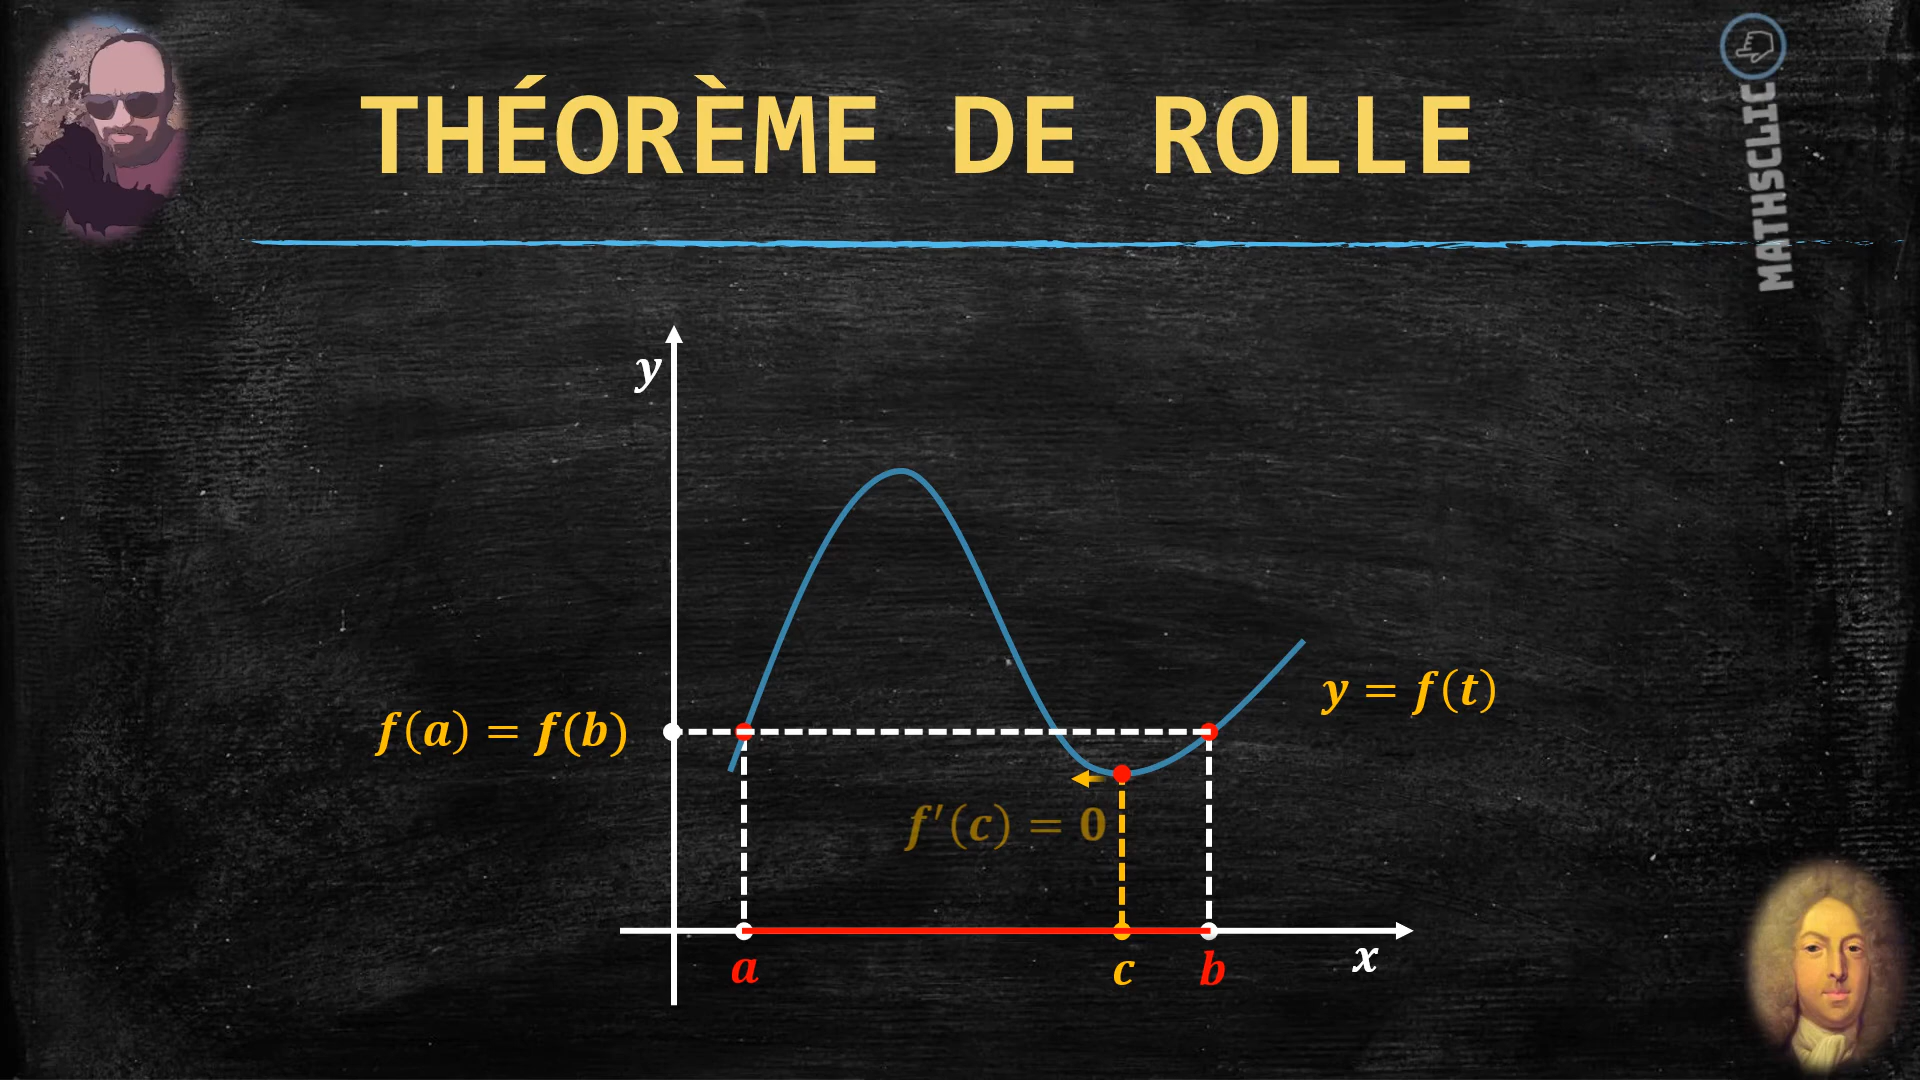 THÉORÈME DE ROLLE
MATHSCLIC
y
y = f(t)
f(a) = f(b)
f'(c) = 0
x
a
c
b